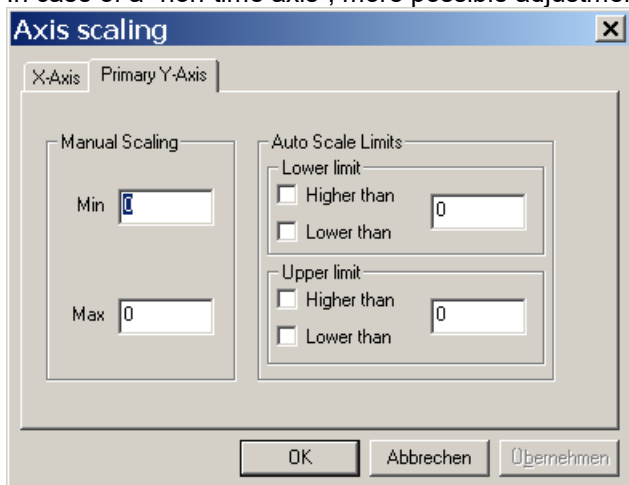 In case of a "non time axis", more possible adjustmen
Axis scaling
X-Axis Primary Y-Axis
Manual Scaling
Min 0
Max 0
Auto Scale Limits
Lower limit
Higher than
0
Lower than
Upper limit
Higher than
0
Lower than
OK Abbrechen Übernehmen